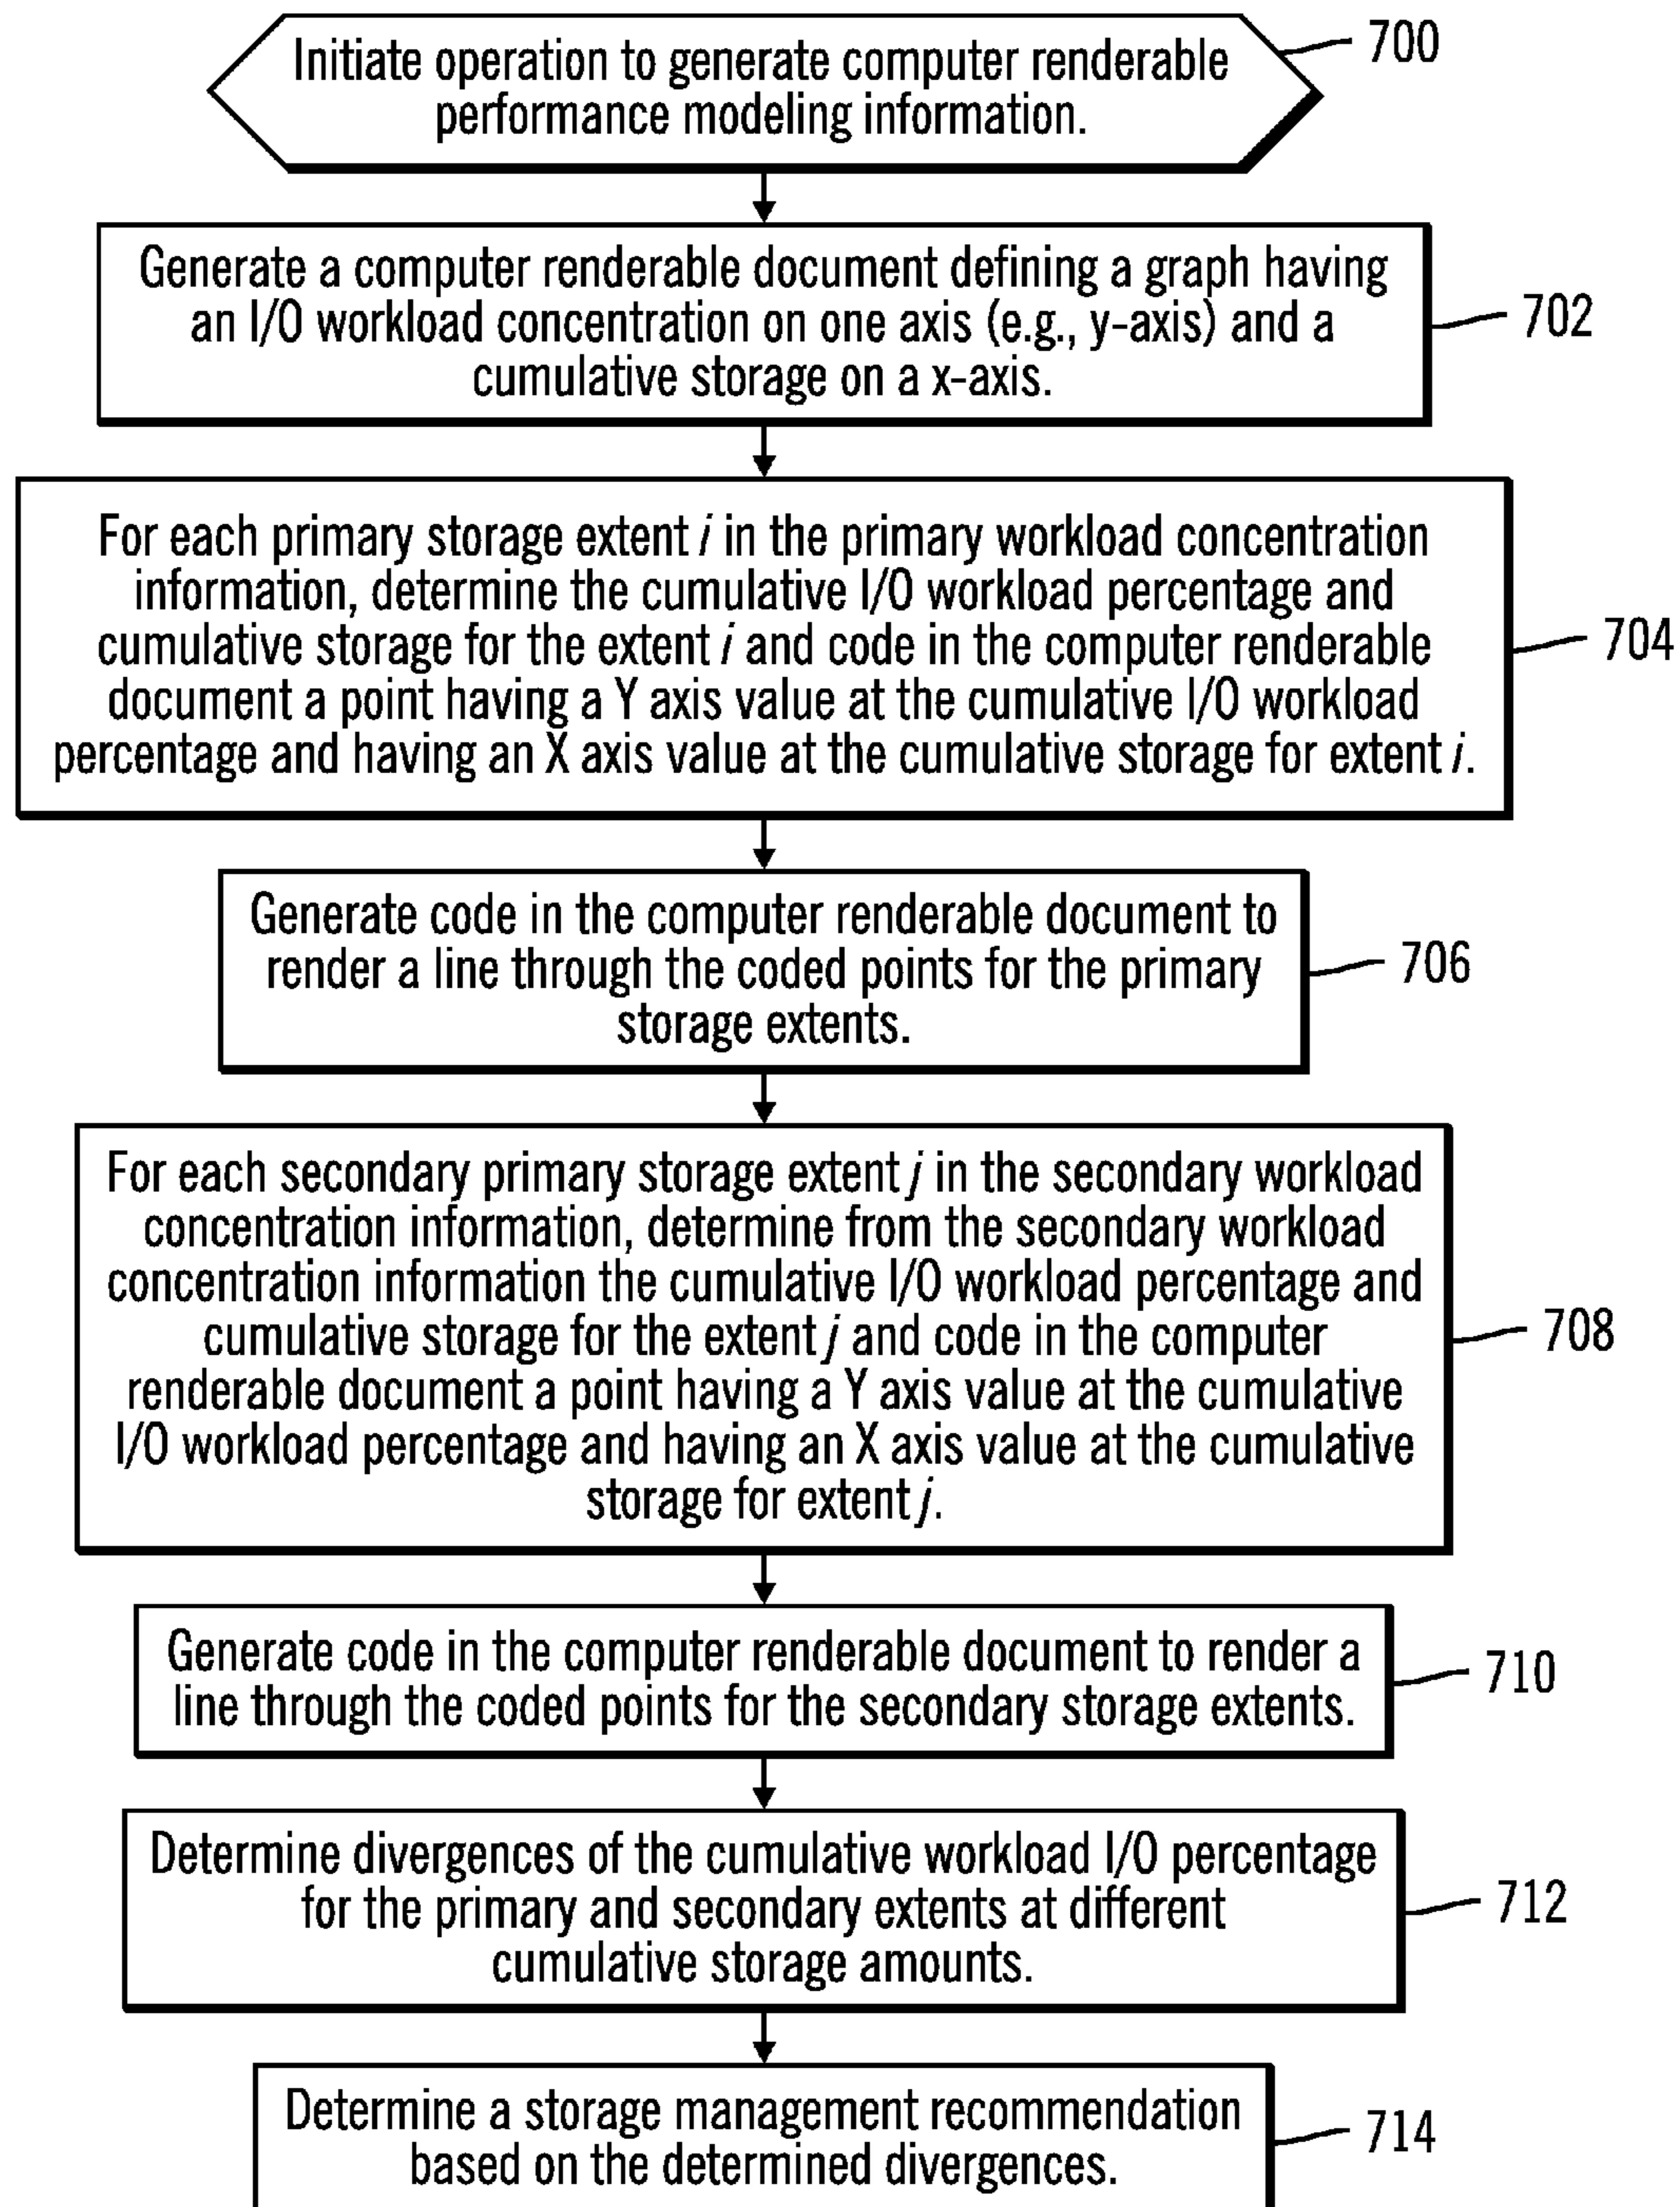 Initiate operation to generate computer renderable
performance modeling information.
700
Generate a computer renderable document defining a graph having
an I/O workload concentration on one axis (e.g., y-axis) and a
cumulative storage on a x-axis.
702
For each primary storage extent i in the primary workload concentration
information, determine the cumulative I/O workload percentage and
cumulative storage for the extent i and code in the computer renderable
document a point having a Y axis value at the cumulative I/O workload
percentage and having an X axis value at the cumulative storage for extent i.
704
Generate code in the computer renderable document to
render a line through the coded points for the primary
storage extents.
706
For each secondary primary storage extent j in the secondary workload
concentration information, determine from the secondary workload
concentration information the cumulative I/O workload percentage and
cumulative storage for the extent j and code in the computer
renderable document a point having a Y axis value at the cumulative
I/O workload percentage and having an X axis value at the cumulative
storage for extent j.
708
Generate code in the computer renderable document to render a
line through the coded points for the secondary storage extents.
710
Determine divergences of the cumulative workload I/O percentage
for the primary and secondary extents at different
cumulative storage amounts.
712
Determine a storage management recommendation
based on the determined divergences.
714